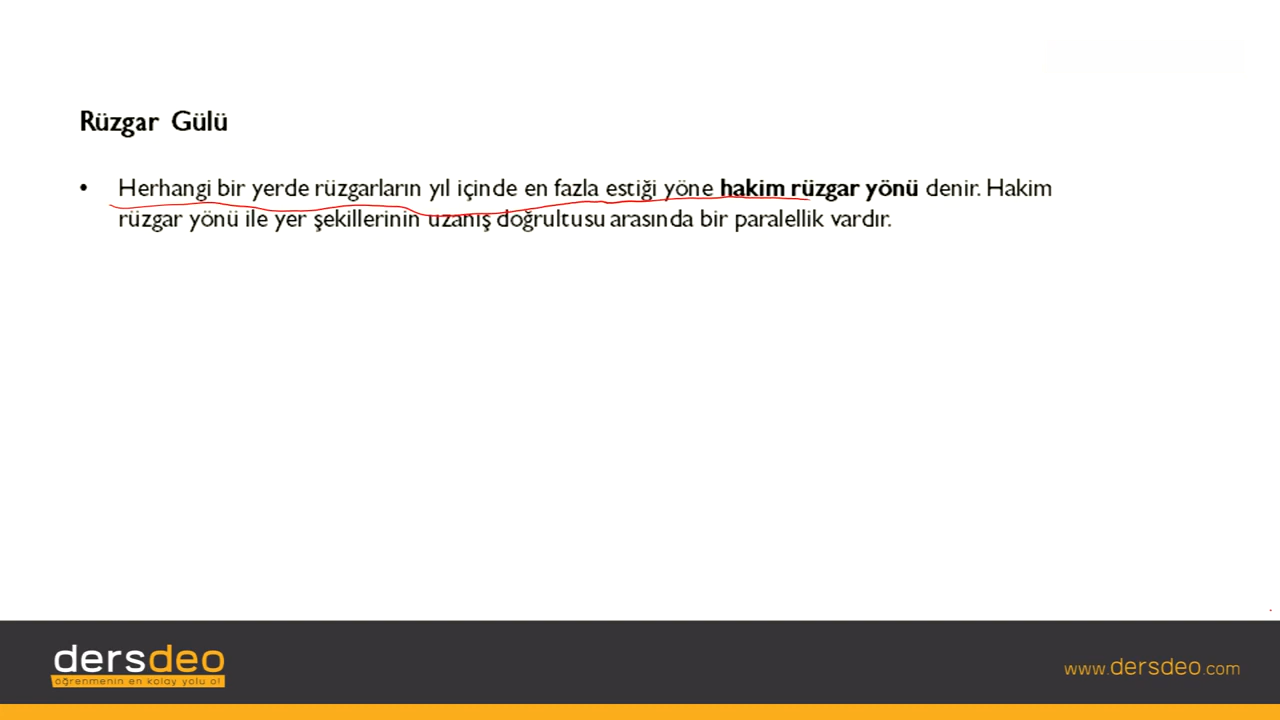 Rüzgar Gülü
• Herhangi bir yerde rüzgarların yıl içinde en fazla estiği yöne hakim rüzgar yönü denir. Hakim
rüzgar yönü ile yer şekillerinin uzanış doğrultusu arasında bir paralellik vardır.
dersdeo
öğrenmenin en kolay yolu o!
www.dersdeo.com